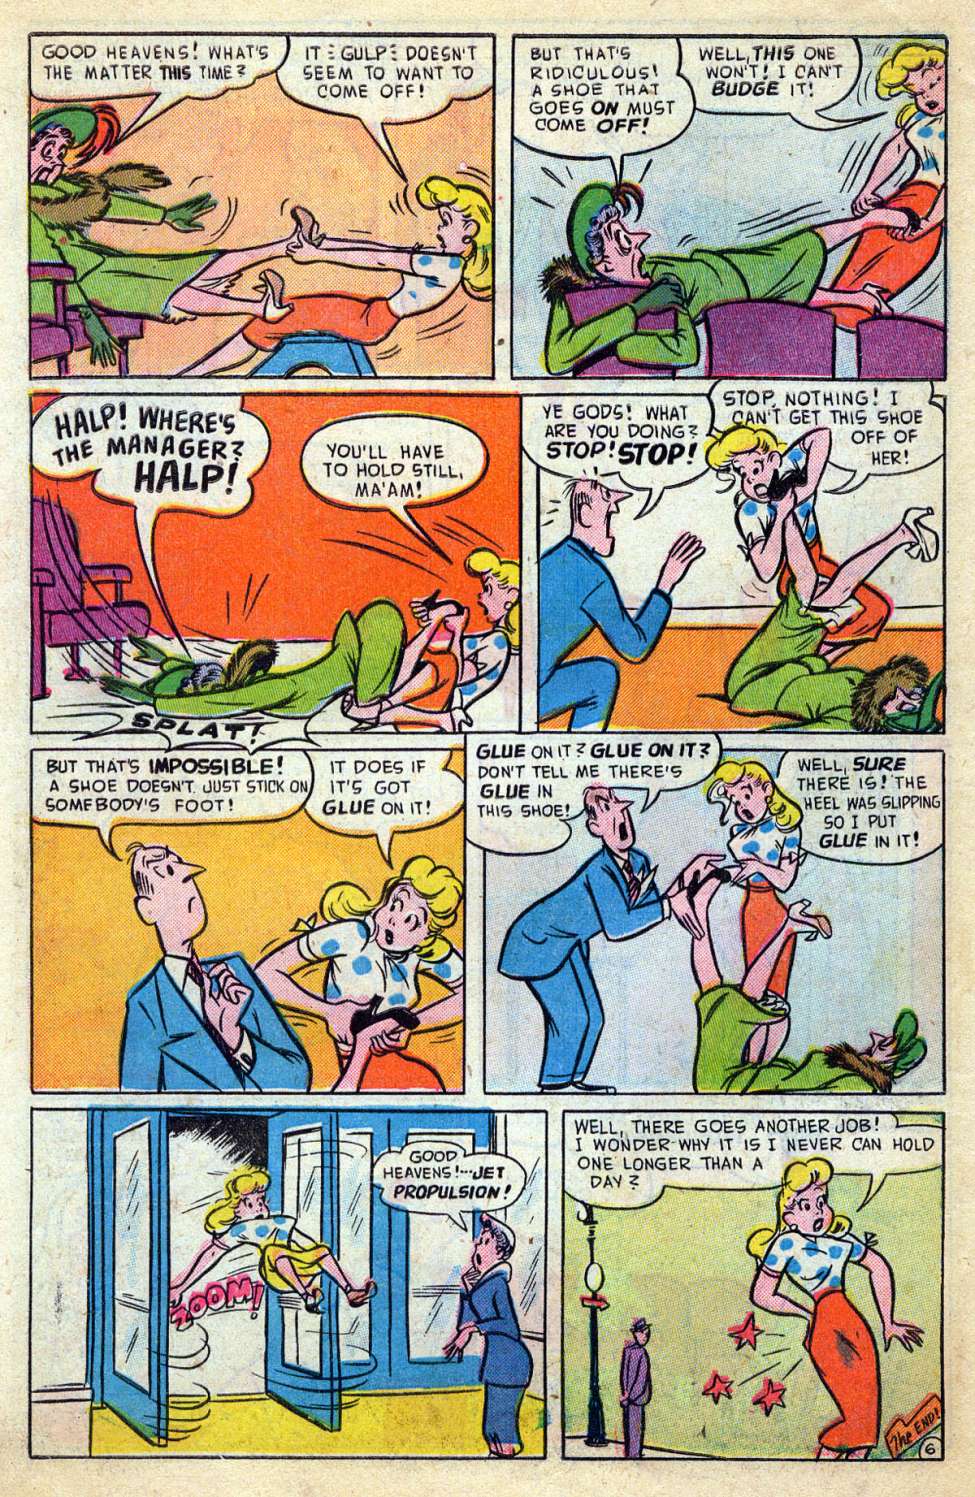 GOOD HEAVENS! WHAT'S
THE MATTER THIS TIME?
IT ⫶GULP⫶ DOESN'T
SEEM TO WANT TO
COME OFF!
BUT THAT'S
RIDICULOUS!
A SHOE THAT
GOES ON MUST
COME OFF!
WELL, THIS ONE
WON'T! I CAN'T
BUDGE IT!
HALP! WHERE'S
THE MANAGER?
HALP!
YOU'LL HAVE
TO HOLD STILL,
MA'AM!
SPLAT!
YE GODS! WHAT
ARE YOU DOING?
STOP! STOP!
STOP, NOTHING! I
CAN'T GET THIS SHOE
OFF OF
HER!
BUT THAT'S IMPOSSIBLE!
A SHOE DOESN'T JUST STICK ON
SOMEBODY'S FOOT!
IT DOES IF
IT'S GOT
GLUE ON IT!
GLUE ON IT? GLUE ON IT?
DON'T TELL ME THERE'S
GLUE IN
THIS SHOE!
WELL, SURE
THERE IS! THE
HEEL WAS SLIPPING
SO I PUT
GLUE IN IT!
ZOOM!
GOOD
HEAVENS!...JET
PROPULSION!
WELL, THERE GOES ANOTHER JOB!
I WONDER WHY IT IS I NEVER CAN HOLD
ONE LONGER THAN A
DAY?
The END!
6